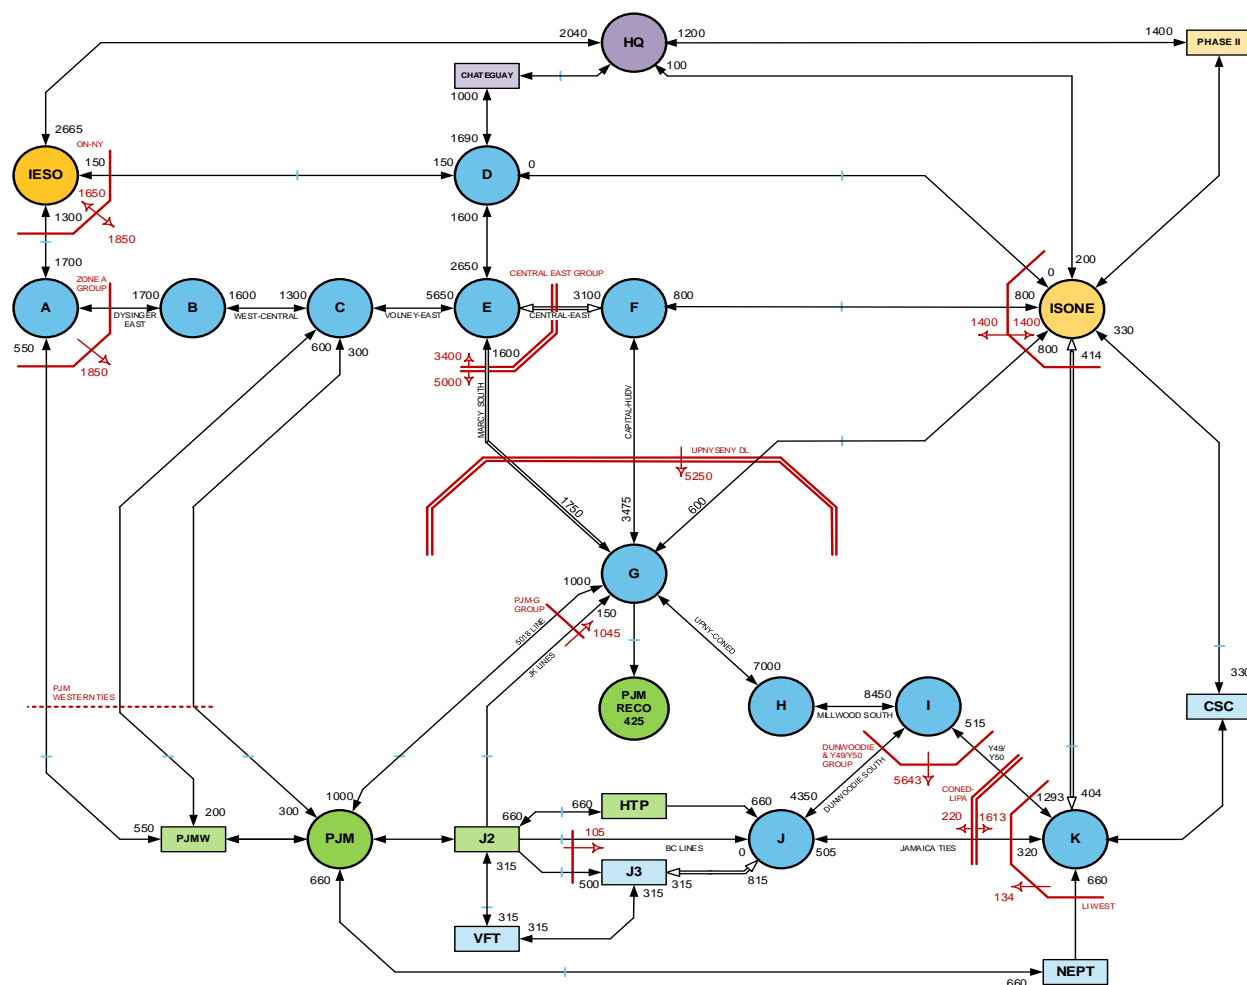 2040
HQ
1200
1400
PHASE II
100
CHATEGUAY
1000
2665
ON-NY
1690
150
150
0
IESO
D
1650
1300
1850
1600
1700
ZONE A
GROUP
2650
CENTRAL EAST GROUP
200
0
1700
1600
1300
5650
3100
800
800
A
B
C
E
F
ISONE
DYSINGER
EAST
WEST-CENTRAL
VOLNEY-EAST
CENTRAL-EAST
1400
1400
330
550
600
300
1600
800
414
1850
3400
5000
MARCY SOUTH
CAPITAL-HUDV
UPNYSENY DL
5250
1750
3475
600
G
1000
PJM-G
GROUP
150
1045
5018 LINE
JK LINES
UPNY-CONED
7000
8450
330
PJM
WESTERN TIES
PJM
RECO
425
H
I
CSC
MILLWOOD SOUTH
515
DUNWOODIE
& Y49/Y50
GROUP
Y49/
Y50
5643
DUNWOODIE SOUTH
CONED-
LIPA
1000
1293
404
200
300
660
HTP
660
4350
550
660
220
1613
PJMW
PJM
J2
105
J
K
BC LINES
0
505
JAMAICA TIES
320
660
315
500
J3
315
815
660
315
134
LI WEST
315
315
VFT
NEPT
660